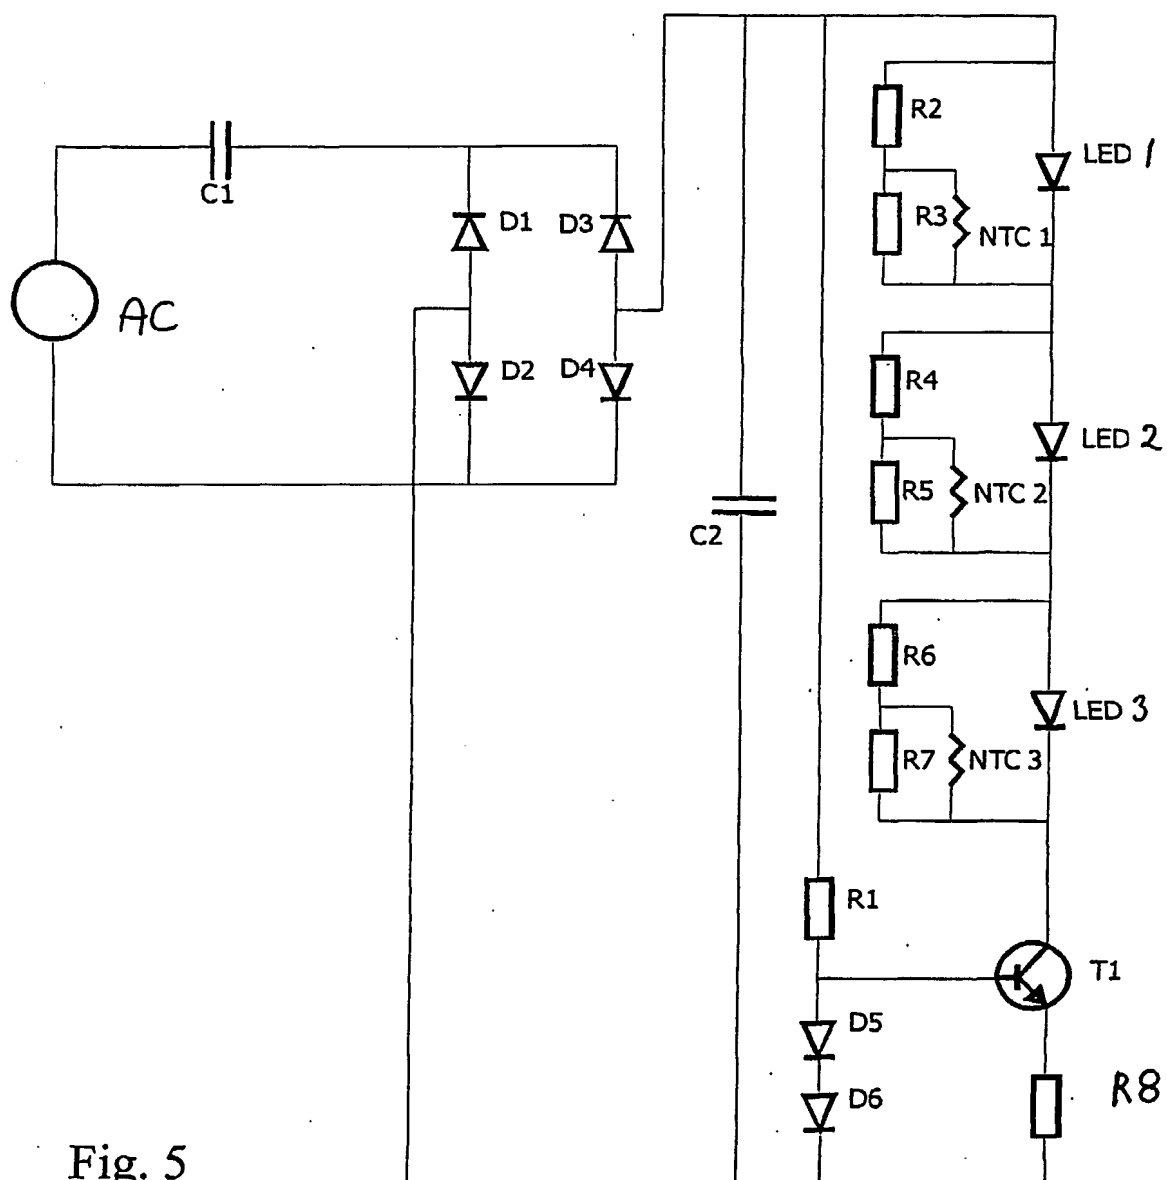 R2
LED 1
C1
R3
NTC 1
D1
D3
AC
D2
D4
R4
LED 2
R5
NTC 2
C2
R6
LED 3
R7
NTC 3
R1
T1
D5
D6
R8
Fig. 5